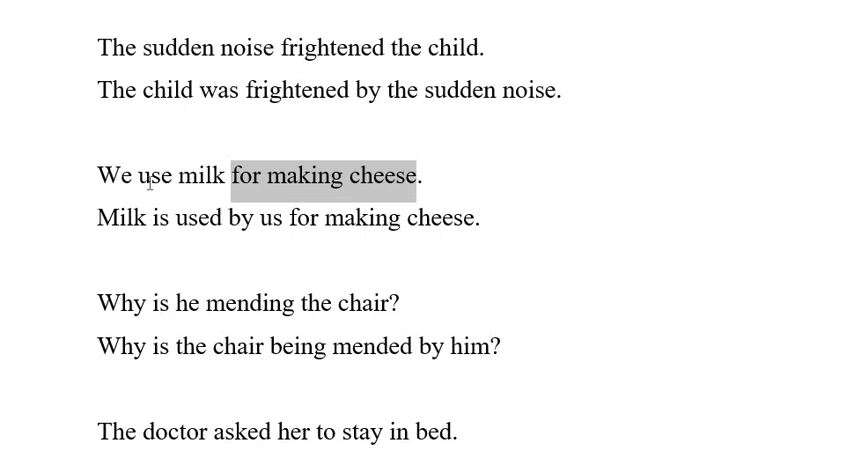 The sudden noise frightened the child.
The child was frightened by the sudden noise.
We use milk for making cheese.
Milk is used by us for making cheese.
Why is he mending the chair?
Why is the chair being mended by him?
The doctor asked her to stay in bed.